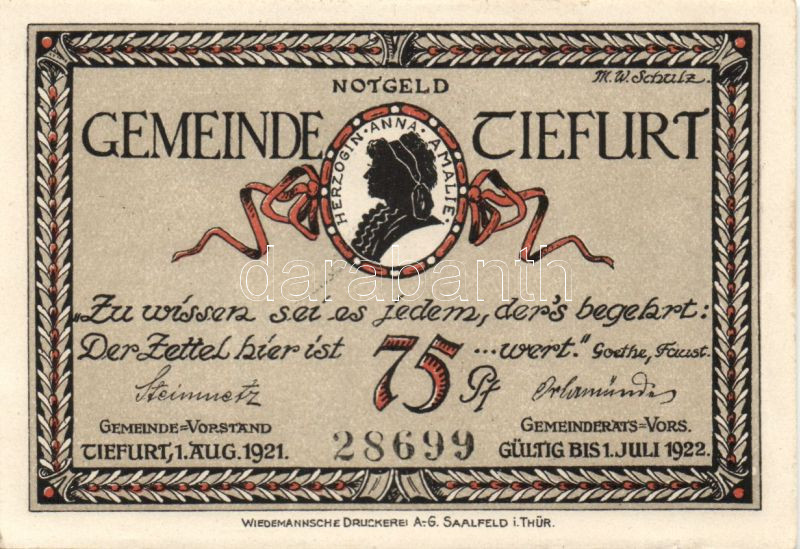 M. W. Schulz.
NOTGELD
GEMEINDE TIEFURT
HERZOGIN · ANNA · AMALIE ·
„Zu wissen sei es jedem, der's begehrt:
Der Zettel hier ist 75 Pf ...wert." Goethe, Faust.
Steinmetz Orlamünder
GEMEINDE=VORSTAND GEMEINDERATS=VORS.
TIEFURT, 1. AUG. 1921. 28699 GÜLTIG BIS 1. JULI 1922.
WIEDEMANNSCHE DRUCKEREI A.-G. SAALFELD i. THÜR.
darabanth